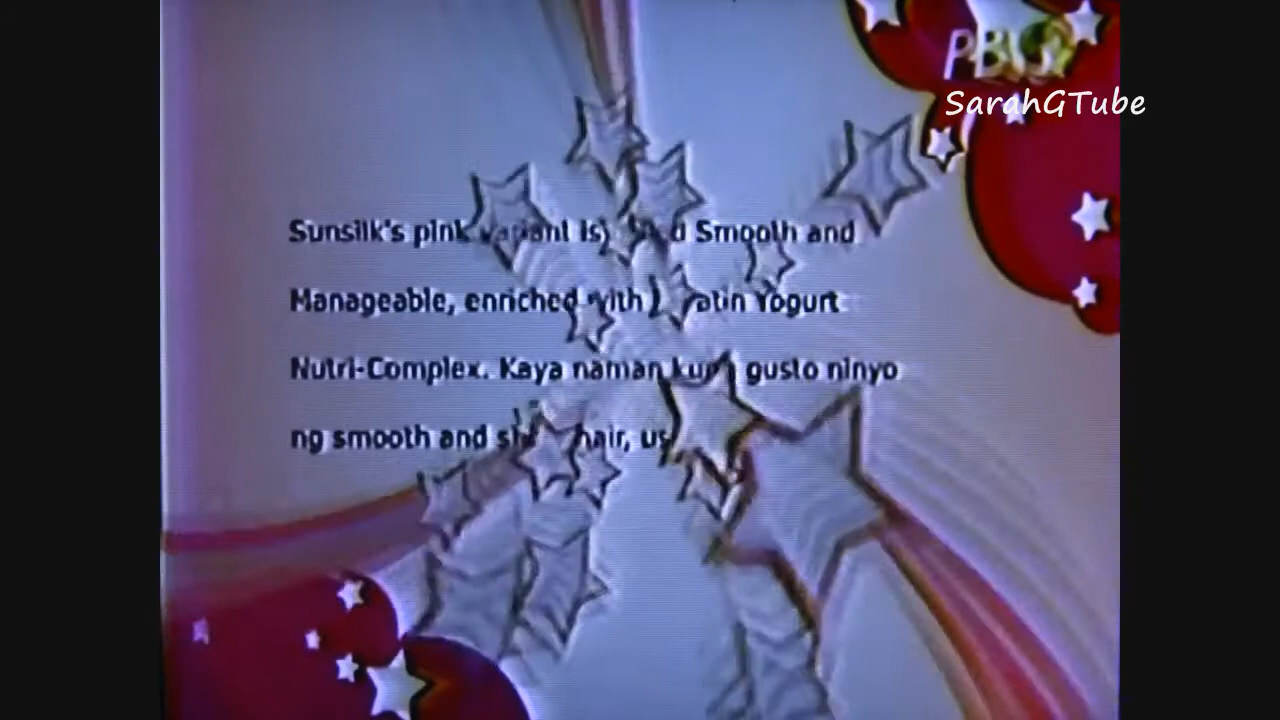 PBO
SarahGTube
Sunsilk's pink variant is Smooth and
Manageable, enriched with Yogurt
Nutri-Complex. Kaya naman kung gusto ninyo
ng smooth and hair,